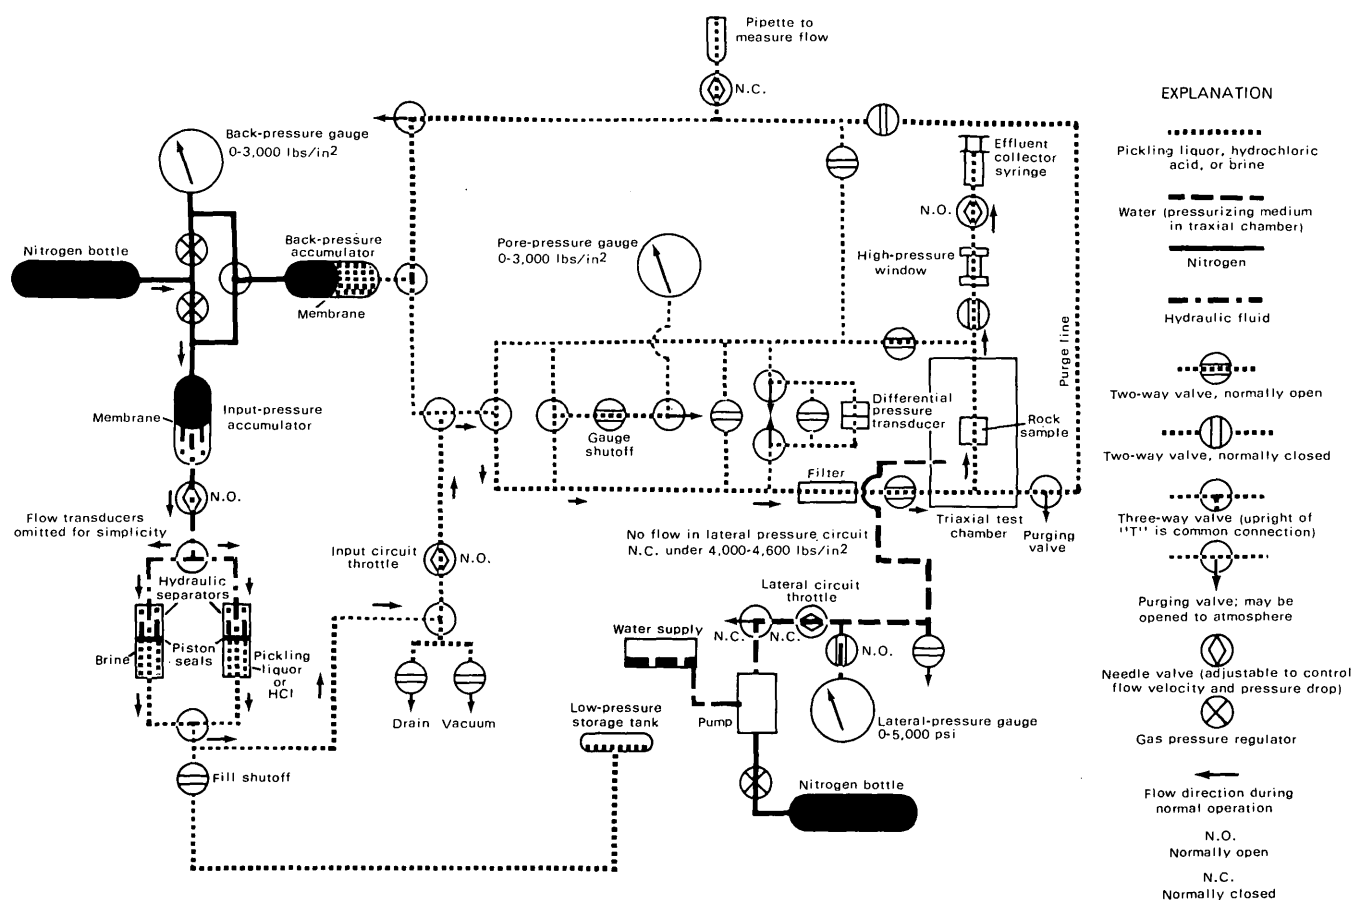 Pipette to
measure flow
N.C.
Back-pressure gauge
0-3,000 lbs/in2
Effluent
collector
syringe
N.O.
Nitrogen bottle
Back-pressure
accumulator
Membrane
Pore-pressure gauge
0-3,000 lbs/in2
High-pressure
window
Purge line
Membrane
Input-pressure
accumulator
Gauge
shutoff
Differential
pressure
transducer
Rock
sample
N.O.
Filter
Flow transducers
omitted for simplicity
Triaxial test
chamber
Purging
valve
No flow in lateral pressure circuit
N.C. under 4,000-4,600 lbs/in2
Input circuit
throttle
N.O.
Hydraulic
separators
Lateral circuit
throttle
Water supply
N.C.
N.C.
N.O.
Brine
Piston
seals
Pickling
liquor
or
HCl
Drain
Vacuum
Low-pressure
storage tank
Pump
Lateral-pressure gauge
0-5,000 psi
Fill shutoff
Nitrogen bottle
EXPLANATION
Pickling liquor, hydrochloric
acid, or brine
Water (pressurizing medium
in traxial chamber)
Nitrogen
Hydraulic fluid
Two-way valve, normally open
Two-way valve, normally closed
Three-way valve (upright of
"T" is common connection)
Purging valve; may be
opened to atmosphere
Needle valve (adjustable to control
flow velocity and pressure drop)
Gas pressure regulator
Flow direction during
normal operation
N.O.
Normally open
N.C.
Normally closed